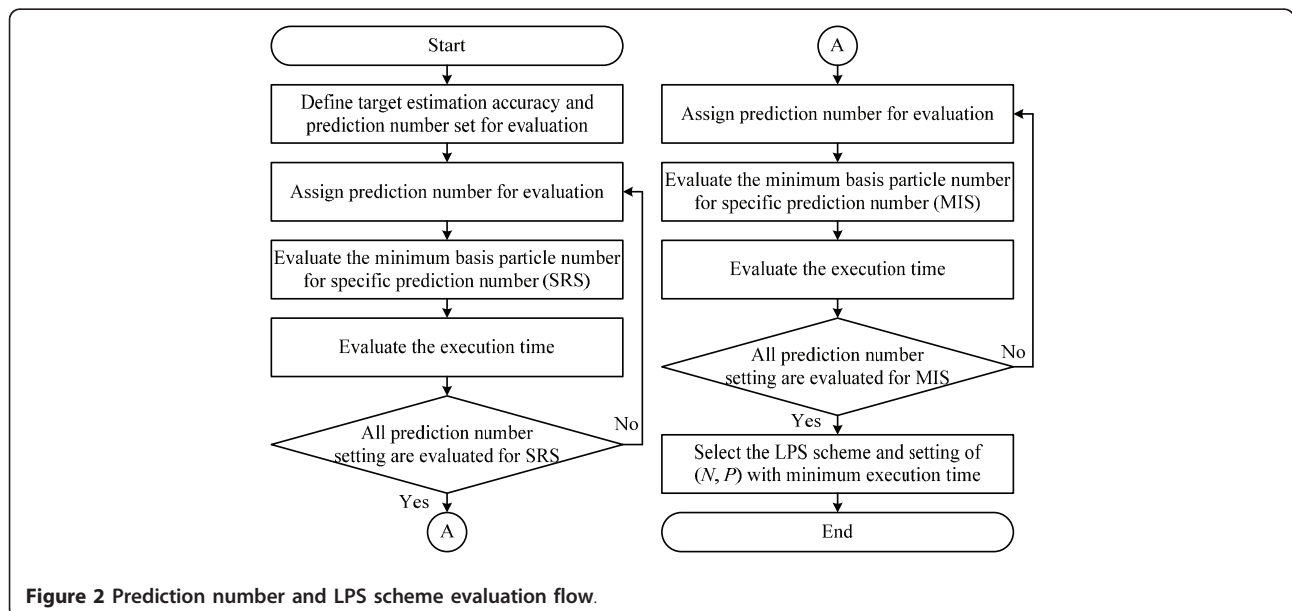 Start
Define target estimation accuracy and
prediction number set for evaluation
Assign prediction number for evaluation
Evaluate the minimum basis particle number
for specific prediction number (SRS)
Evaluate the execution time
All prediction number
setting are evaluated for SRS
No
Yes
A
A
Assign prediction number for evaluation
Evaluate the minimum basis particle number
for specific prediction number (MIS)
Evaluate the execution time
All prediction number
setting are evaluated for MIS
No
Yes
Select the LPS scheme and setting of
(N, P) with minimum execution time
End
Figure 2 Prediction number and LPS scheme evaluation flow.